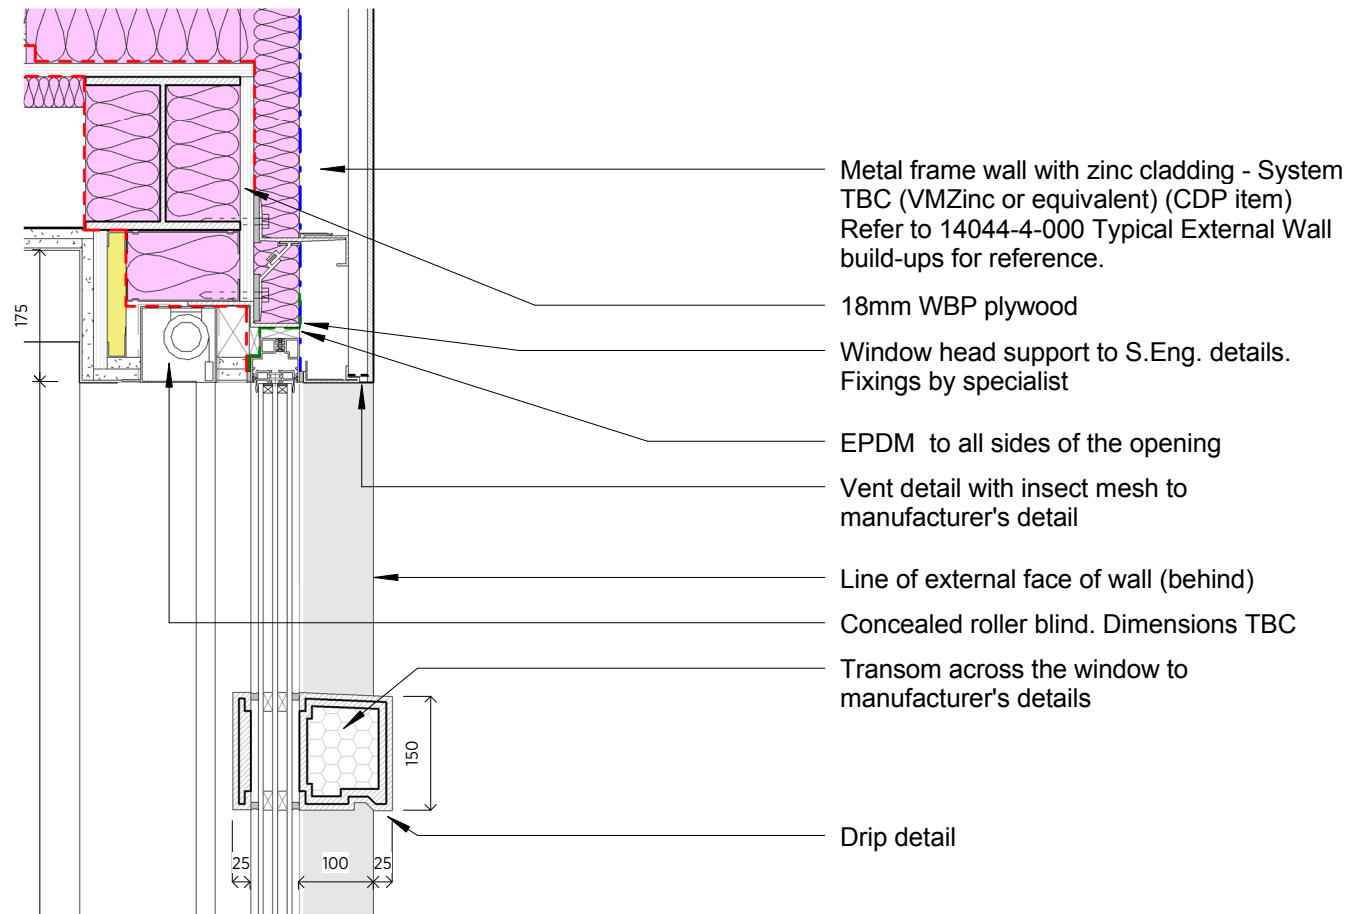 Metal frame wall with zinc cladding - System
TBC (VMZinc or equivalent) (CDP item)
Refer to 14044-4-000 Typical External Wall
build-ups for reference.
18mm WBP plywood
175
Window head support to S.Eng. details.
Fixings by specialist
EPDM to all sides of the opening
Vent detail with insect mesh to
manufacturer's detail
Line of external face of wall (behind)
Concealed roller blind. Dimensions TBC
Transom across the window to
manufacturer's details
150
Drip detail
25
100
25